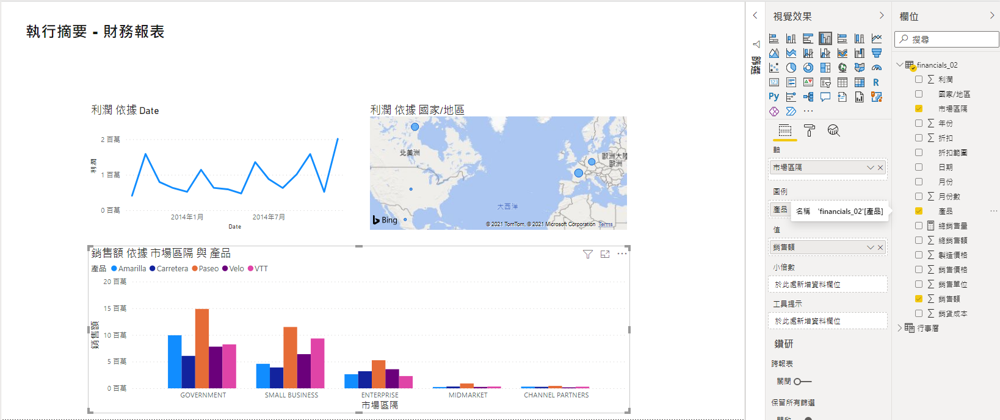 執行摘要 - 財務報表
利潤 依據 Date
2 百萬
1 百萬
0 百萬
利潤
2014年1月
2014年7月
Date
利潤 依據 國家/地區
北美洲
歐洲大陸
歐洲
大西洋
Bing
© 2021 TomTom, © 2021 Microsoft Corporation Terms
銷售額 依據 市場區隔 與 產品
產品 Amarilla Carretera Paseo Velo VTT
20 百萬
15 百萬
10 百萬
5 百萬
0 百萬
銷售額
GOVERNMENT
SMALL BUSINESS
ENTERPRISE
MIDMARKET
CHANNEL PARTNERS
市場區隔
篩選
視覺效果
123
R
Py
軸
市場區隔
圖例
產品
名稱 'financials_02'[產品]
值
銷售額
小倍數
於此處新增資料欄位
工具提示
於此處新增資料欄位
鑽研
跨報表
關閉
保留所有篩選
開啟
欄位
搜尋
financials_02
利潤
國家/地區
市場區隔
年份
折扣
折扣範圍
日期
月份
月份數
產品
總銷售量
總銷售額
製造價格
銷售價格
銷售單位
銷售額
銷貨成本
行事曆